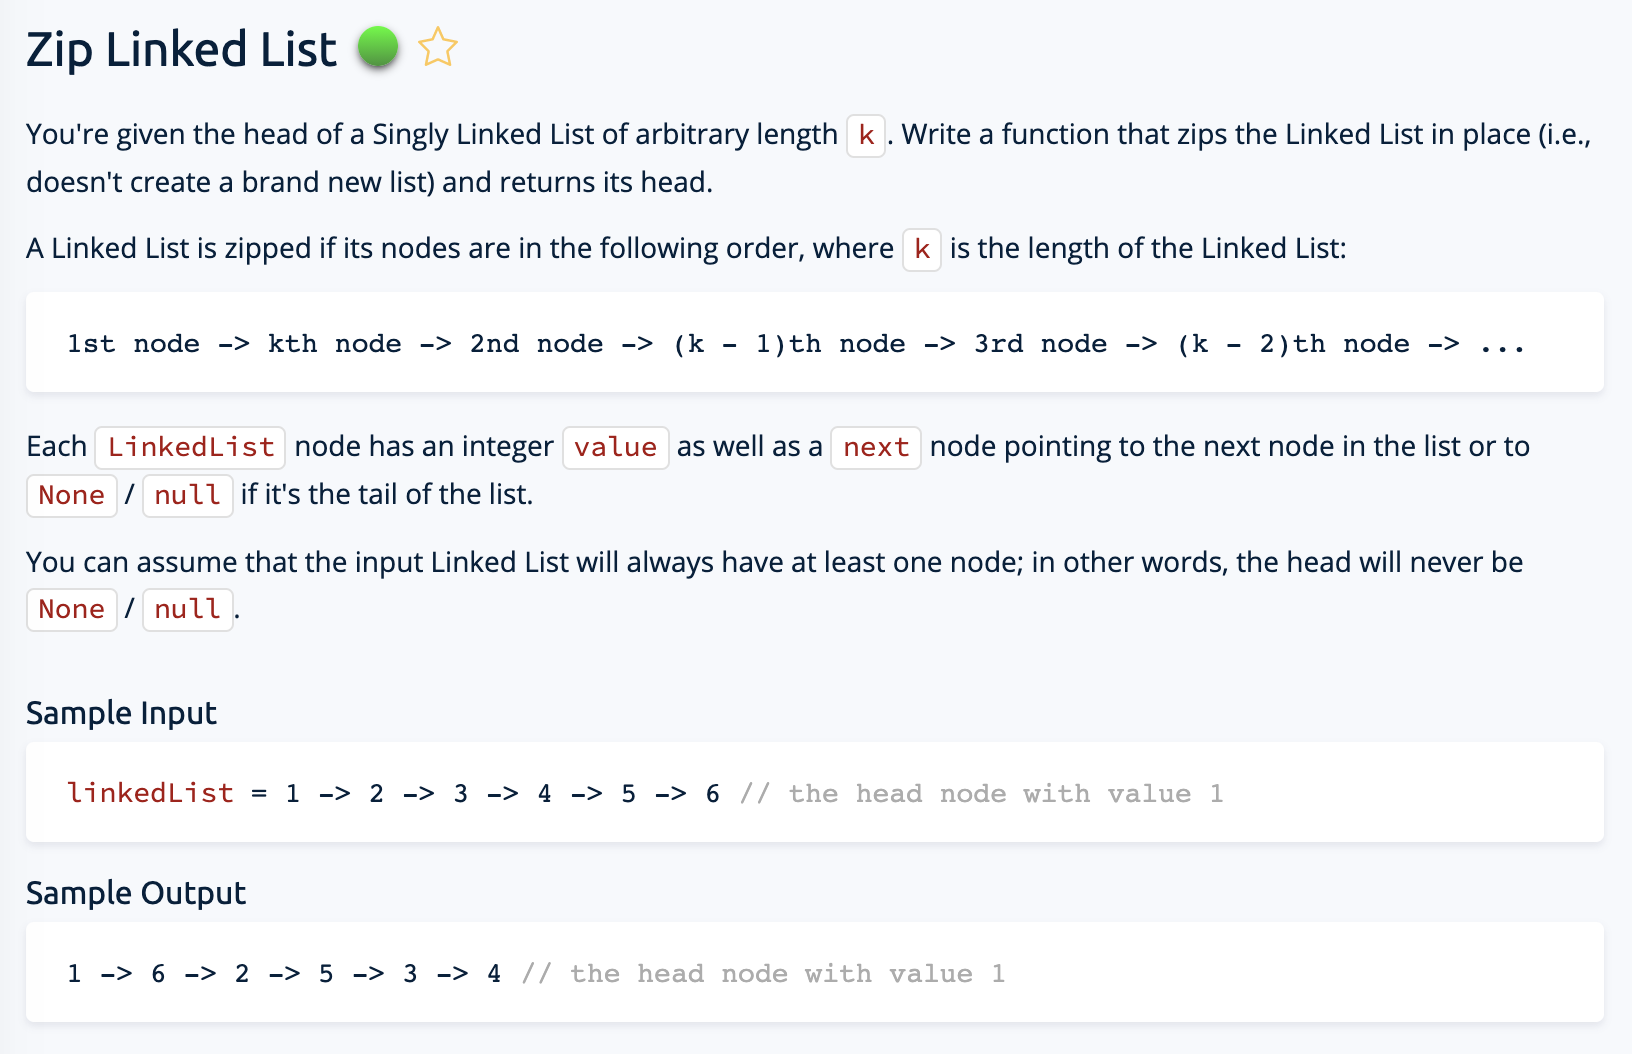 Zip Linked List
You're given the head of a Singly Linked List of arbitrary length k. Write a function that zips the Linked List in place (i.e.,
doesn't create a brand new list) and returns its head.
A Linked List is zipped if its nodes are in the following order, where k is the length of the Linked List:
1st node -> kth node -> 2nd node -> (k - 1)th node -> 3rd node -> (k - 2)th node -> ...
Each LinkedList node has an integer value as well as a next node pointing to the next node in the list or to
None / null if it's the tail of the list.
You can assume that the input Linked List will always have at least one node; in other words, the head will never be
None / null.
Sample Input
linkedList = 1 -> 2 -> 3 -> 4 -> 5 -> 6 // the head node with value 1
Sample Output
1 -> 6 -> 2 -> 5 -> 3 -> 4 // the head node with value 1